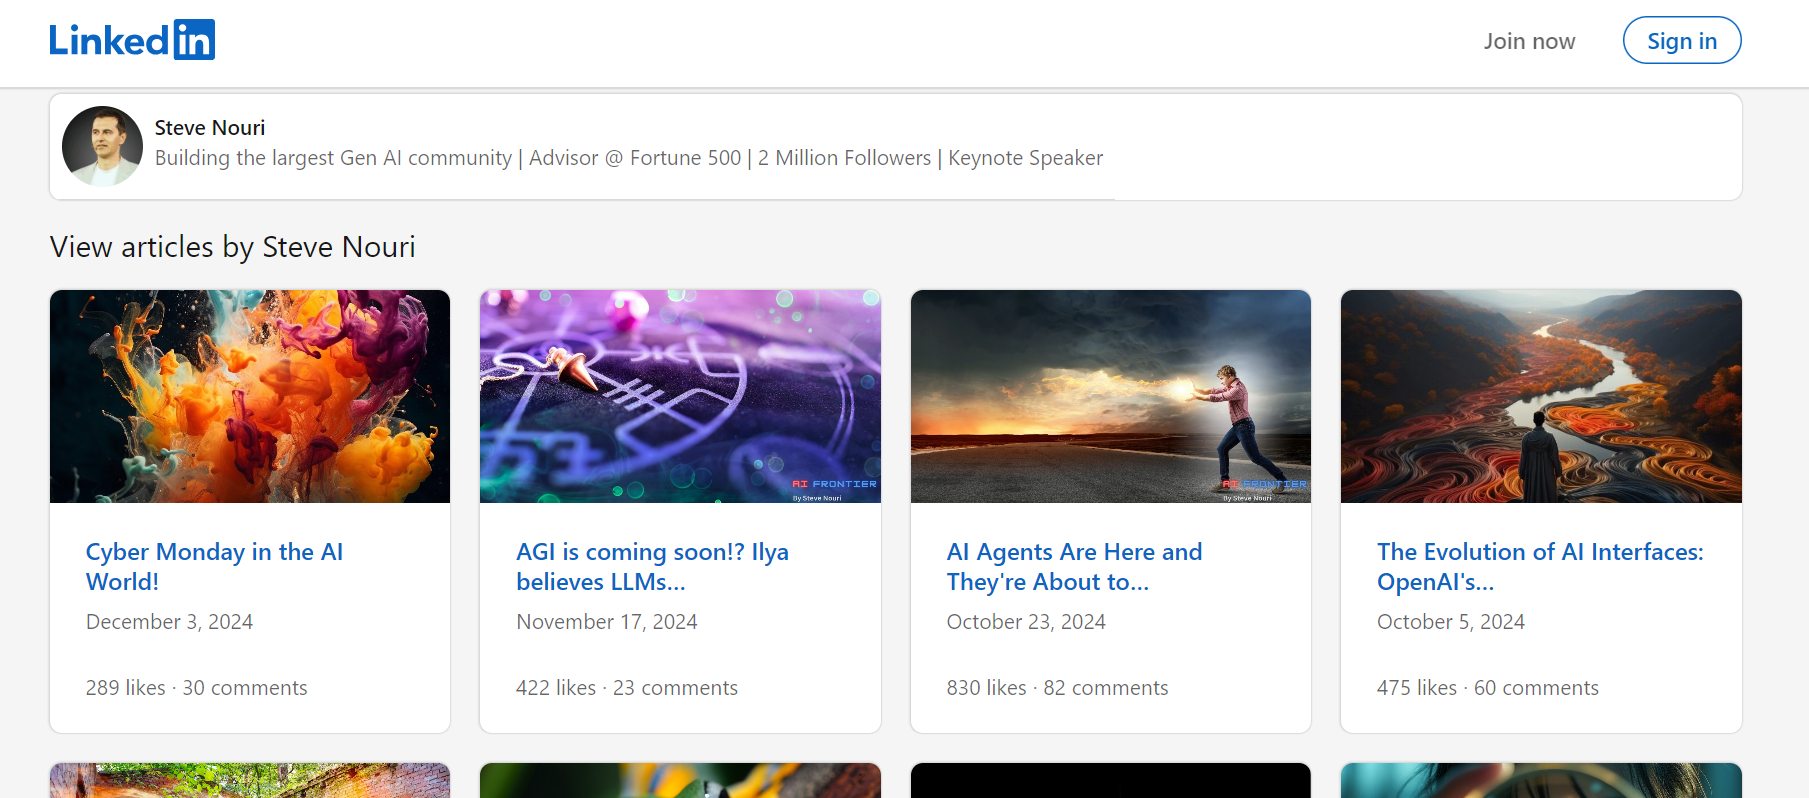 Linked in
Join now
Sign in
Steve Nouri
Building the largest Gen AI community | Advisor @ Fortune 500 | 2 Million Followers | Keynote Speaker
View articles by Steve Nouri
AI FRONTIER
By Steve Nouri
AI FRONTIER
By Steve Nouri
Cyber Monday in the AI
World!
December 3, 2024
289 likes · 30 comments
AGI is coming soon!? Ilya
believes LLMs...
November 17, 2024
422 likes · 23 comments
AI Agents Are Here and
They're About to...
October 23, 2024
830 likes · 82 comments
The Evolution of AI Interfaces:
OpenAI's...
October 5, 2024
475 likes · 60 comments